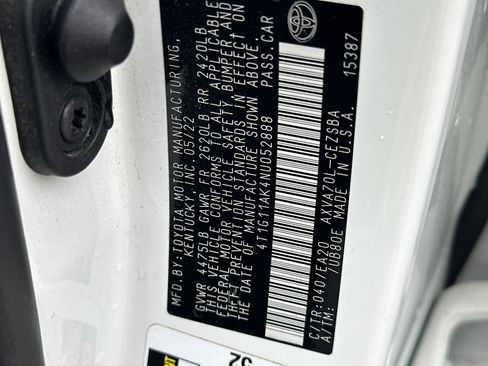 MFD BY: TOYOTA MOTOR MANUFACTURING,
KENTUCKY, INC. 05/22
GVWR 4475LB GAWR FR 2620LB RR 2420LB
THIS VEHICLE CONFORMS TO ALL APPLICABLE
FEDERAL MOTOR VEHICLE SAFETY, BUMPER, AND
THEFT PREVENTION STANDARDS IN EFFECT ON
THE DATE OF MANUFACTURE SHOWN ABOVE.
4T1G11AK4NU052888 PASS CAR
C/TR: 040/EA20 AXVA70L-CEZSBA
A/TM: 7UB80E MADE IN U.S.A.
15387
52